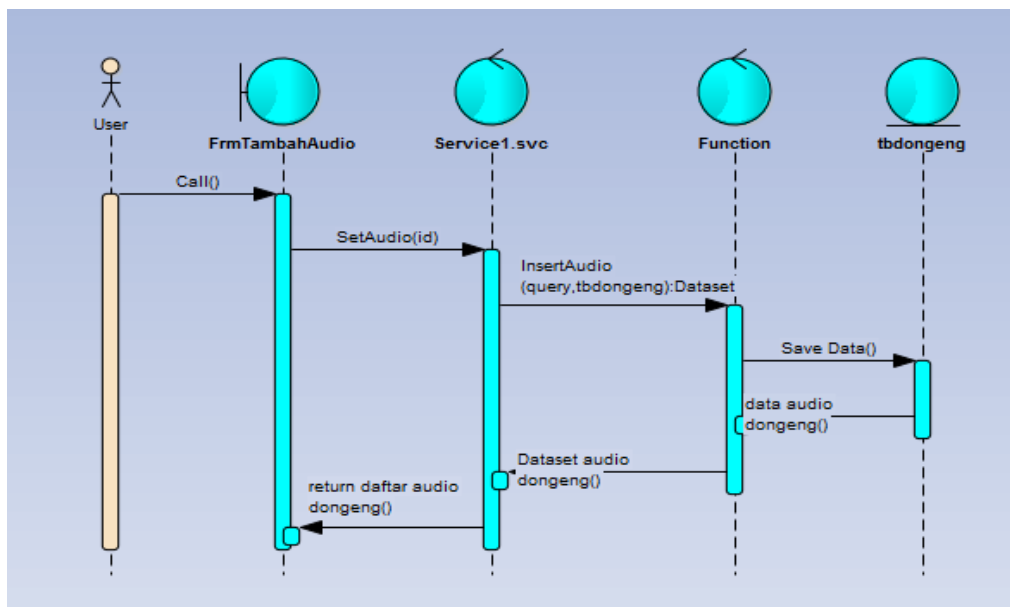 User
FrmTambahAudio
Service1.svc
Function
tbdongeng
Call()
SetAudio(id)
InsertAudio
(query,tbdongeng):Dataset
Save Data()
data audio
dongeng()
Dataset audio
dongeng()
return daftar audio
dongeng()